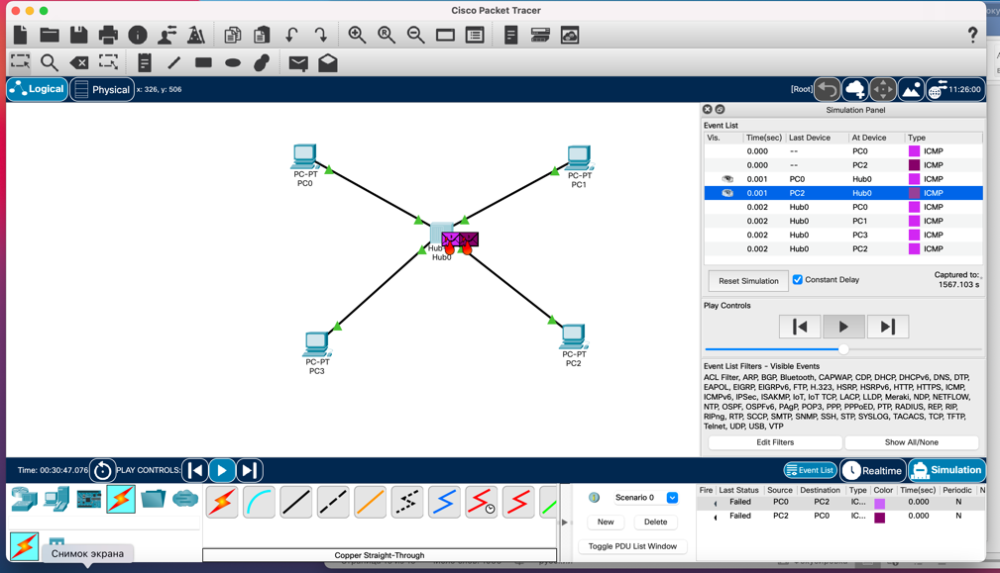 Cisco Packet Tracer
Logical
Physical
x: 326, y: 506
[Root]
11:26:00
PC-PT
PC0
PC-PT
PC1
Hub0
PC-PT
PC3
PC-PT
PC2
Simulation Panel
Event List
Vis. Time(sec) Last Device At Device Type
0.000 -- PC0 ICMP
0.000 -- PC2 ICMP
0.001 PC0 Hub0 ICMP
0.001 PC2 Hub0 ICMP
0.002 Hub0 PC0 ICMP
0.002 Hub0 PC1 ICMP
0.002 Hub0 PC3 ICMP
0.002 Hub0 PC2 ICMP
Reset Simulation
Constant Delay
Captured to:
1567.103 s
Play Controls
Event List Filters - Visible Events
ACL Filter, ARP, BGP, Bluetooth, CAPWAP, CDP, DHCP, DHCPv6, DNS, DTP,
EAPOL, EIGRP, EIGRPv6, FTP, H.323, HSRP, HSRPv6, HTTP, HTTPS, ICMP,
ICMPv6, IPSec, ISAKMP, IoT, IoT TCP, LACP, LLDP, Meraki, NDP, NETFLOW,
NTP, OSPF, OSPFv6, PAgP, POP3, PPP, PPPoED, PTP, RADIUS, REP, RIP,
RIPng, RTP, SCCP, SMTP, SNMP, SSH, STP, SYSLOG, TACACS, TCP, TFTP,
Telnet, UDP, USB, VTP
Edit Filters
Show All/None
Time: 00:30:47.076
PLAY CONTROLS:
Event List
Realtime
Simulation
Scenario 0
New
Delete
Toggle PDU List Window
Fire Last Status Source Destination Type Color Time(sec) Periodic N
Failed PC0 PC2 IC... 0.000 N
Failed PC2 PC0 IC... 0.000 N
Снимок экрана
Copper Straight-Through